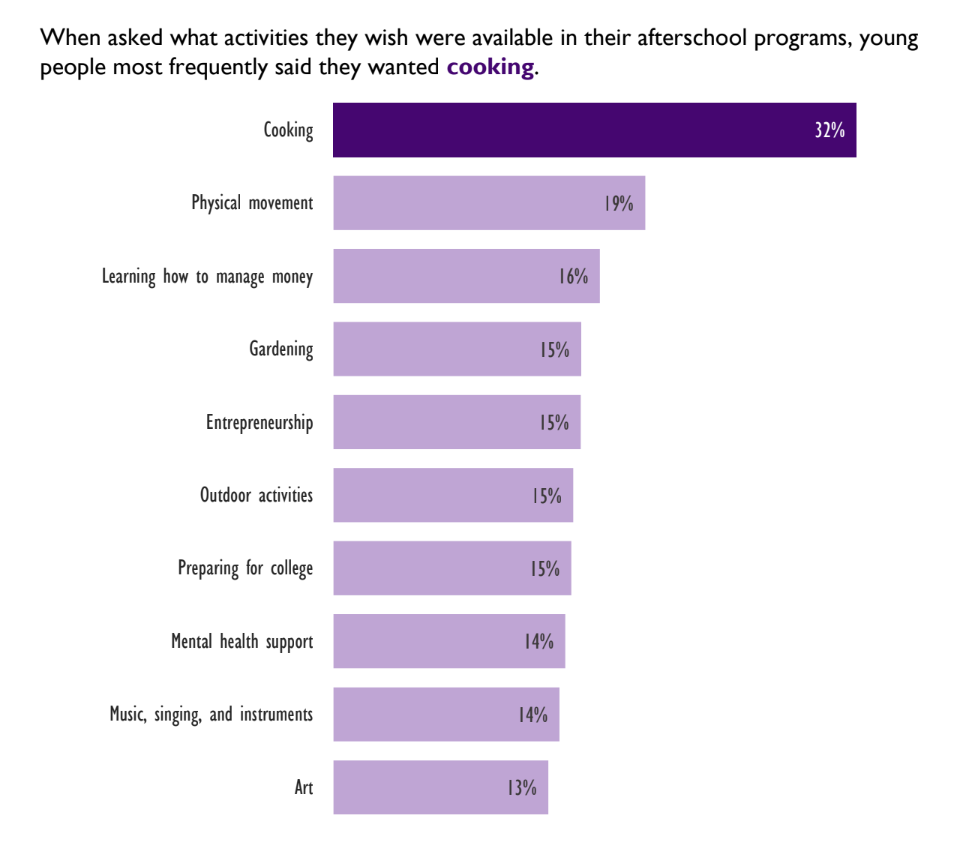 When asked what activities they wish were available in their afterschool programs, young
people most frequently said they wanted cooking.
Cooking 32%
Physical movement 19%
Learning how to manage money 16%
Gardening 15%
Entrepreneurship 15%
Outdoor activities 15%
Preparing for college 15%
Mental health support 14%
Music, singing, and instruments 14%
Art 13%